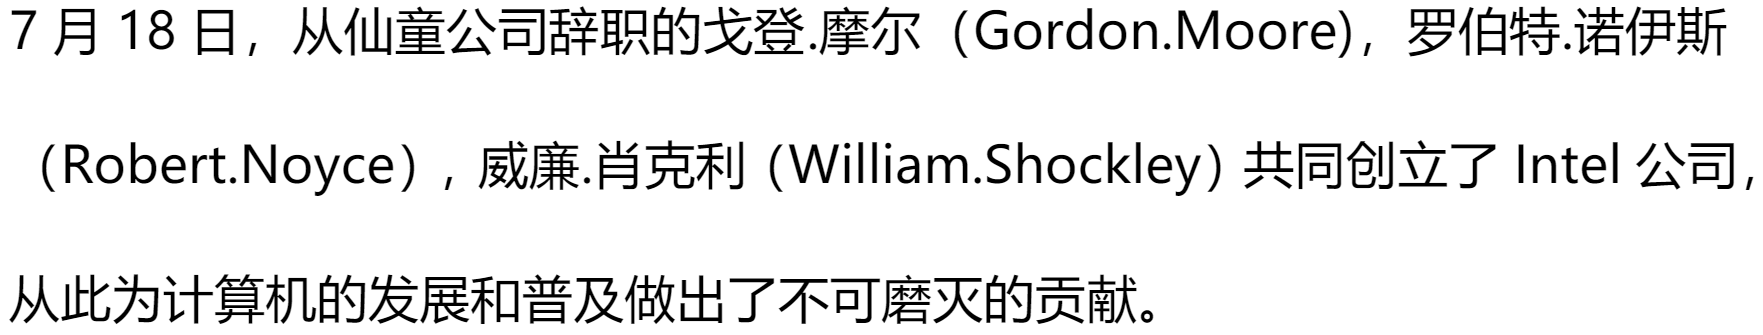 7 月 18 日，从仙童公司辞职的戈登.摩尔（Gordon.Moore)，罗伯特.诺伊斯
（Robert.Noyce），威廉.肖克利（William.Shockley）共同创立了 Intel 公司，
从此为计算机的发展和普及做出了不可磨灭的贡献。